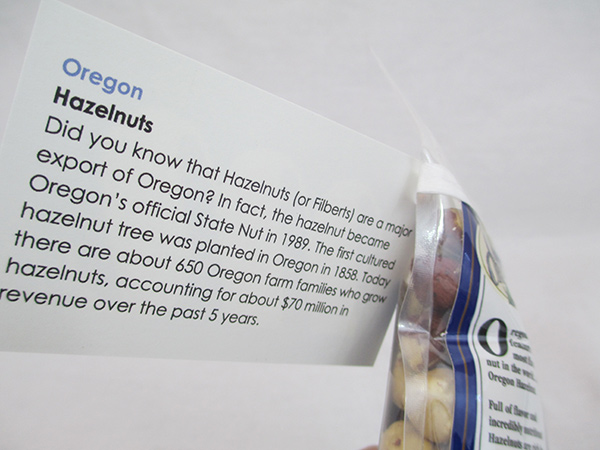 Oregon
Hazelnuts
Did you know that Hazelnuts (or Filberts) are a major
export of Oregon? In fact, the hazelnut became
Oregon's official State Nut in 1989. The first cultured
hazelnut tree was planted in Oregon in 1858. Today
there are about 650 Oregon farm families who grow
hazelnuts, accounting for about $70 million in
revenue over the past 5 years.
most
nut in the
Oregon
Full of flavor
incredibly
Hazelnuts